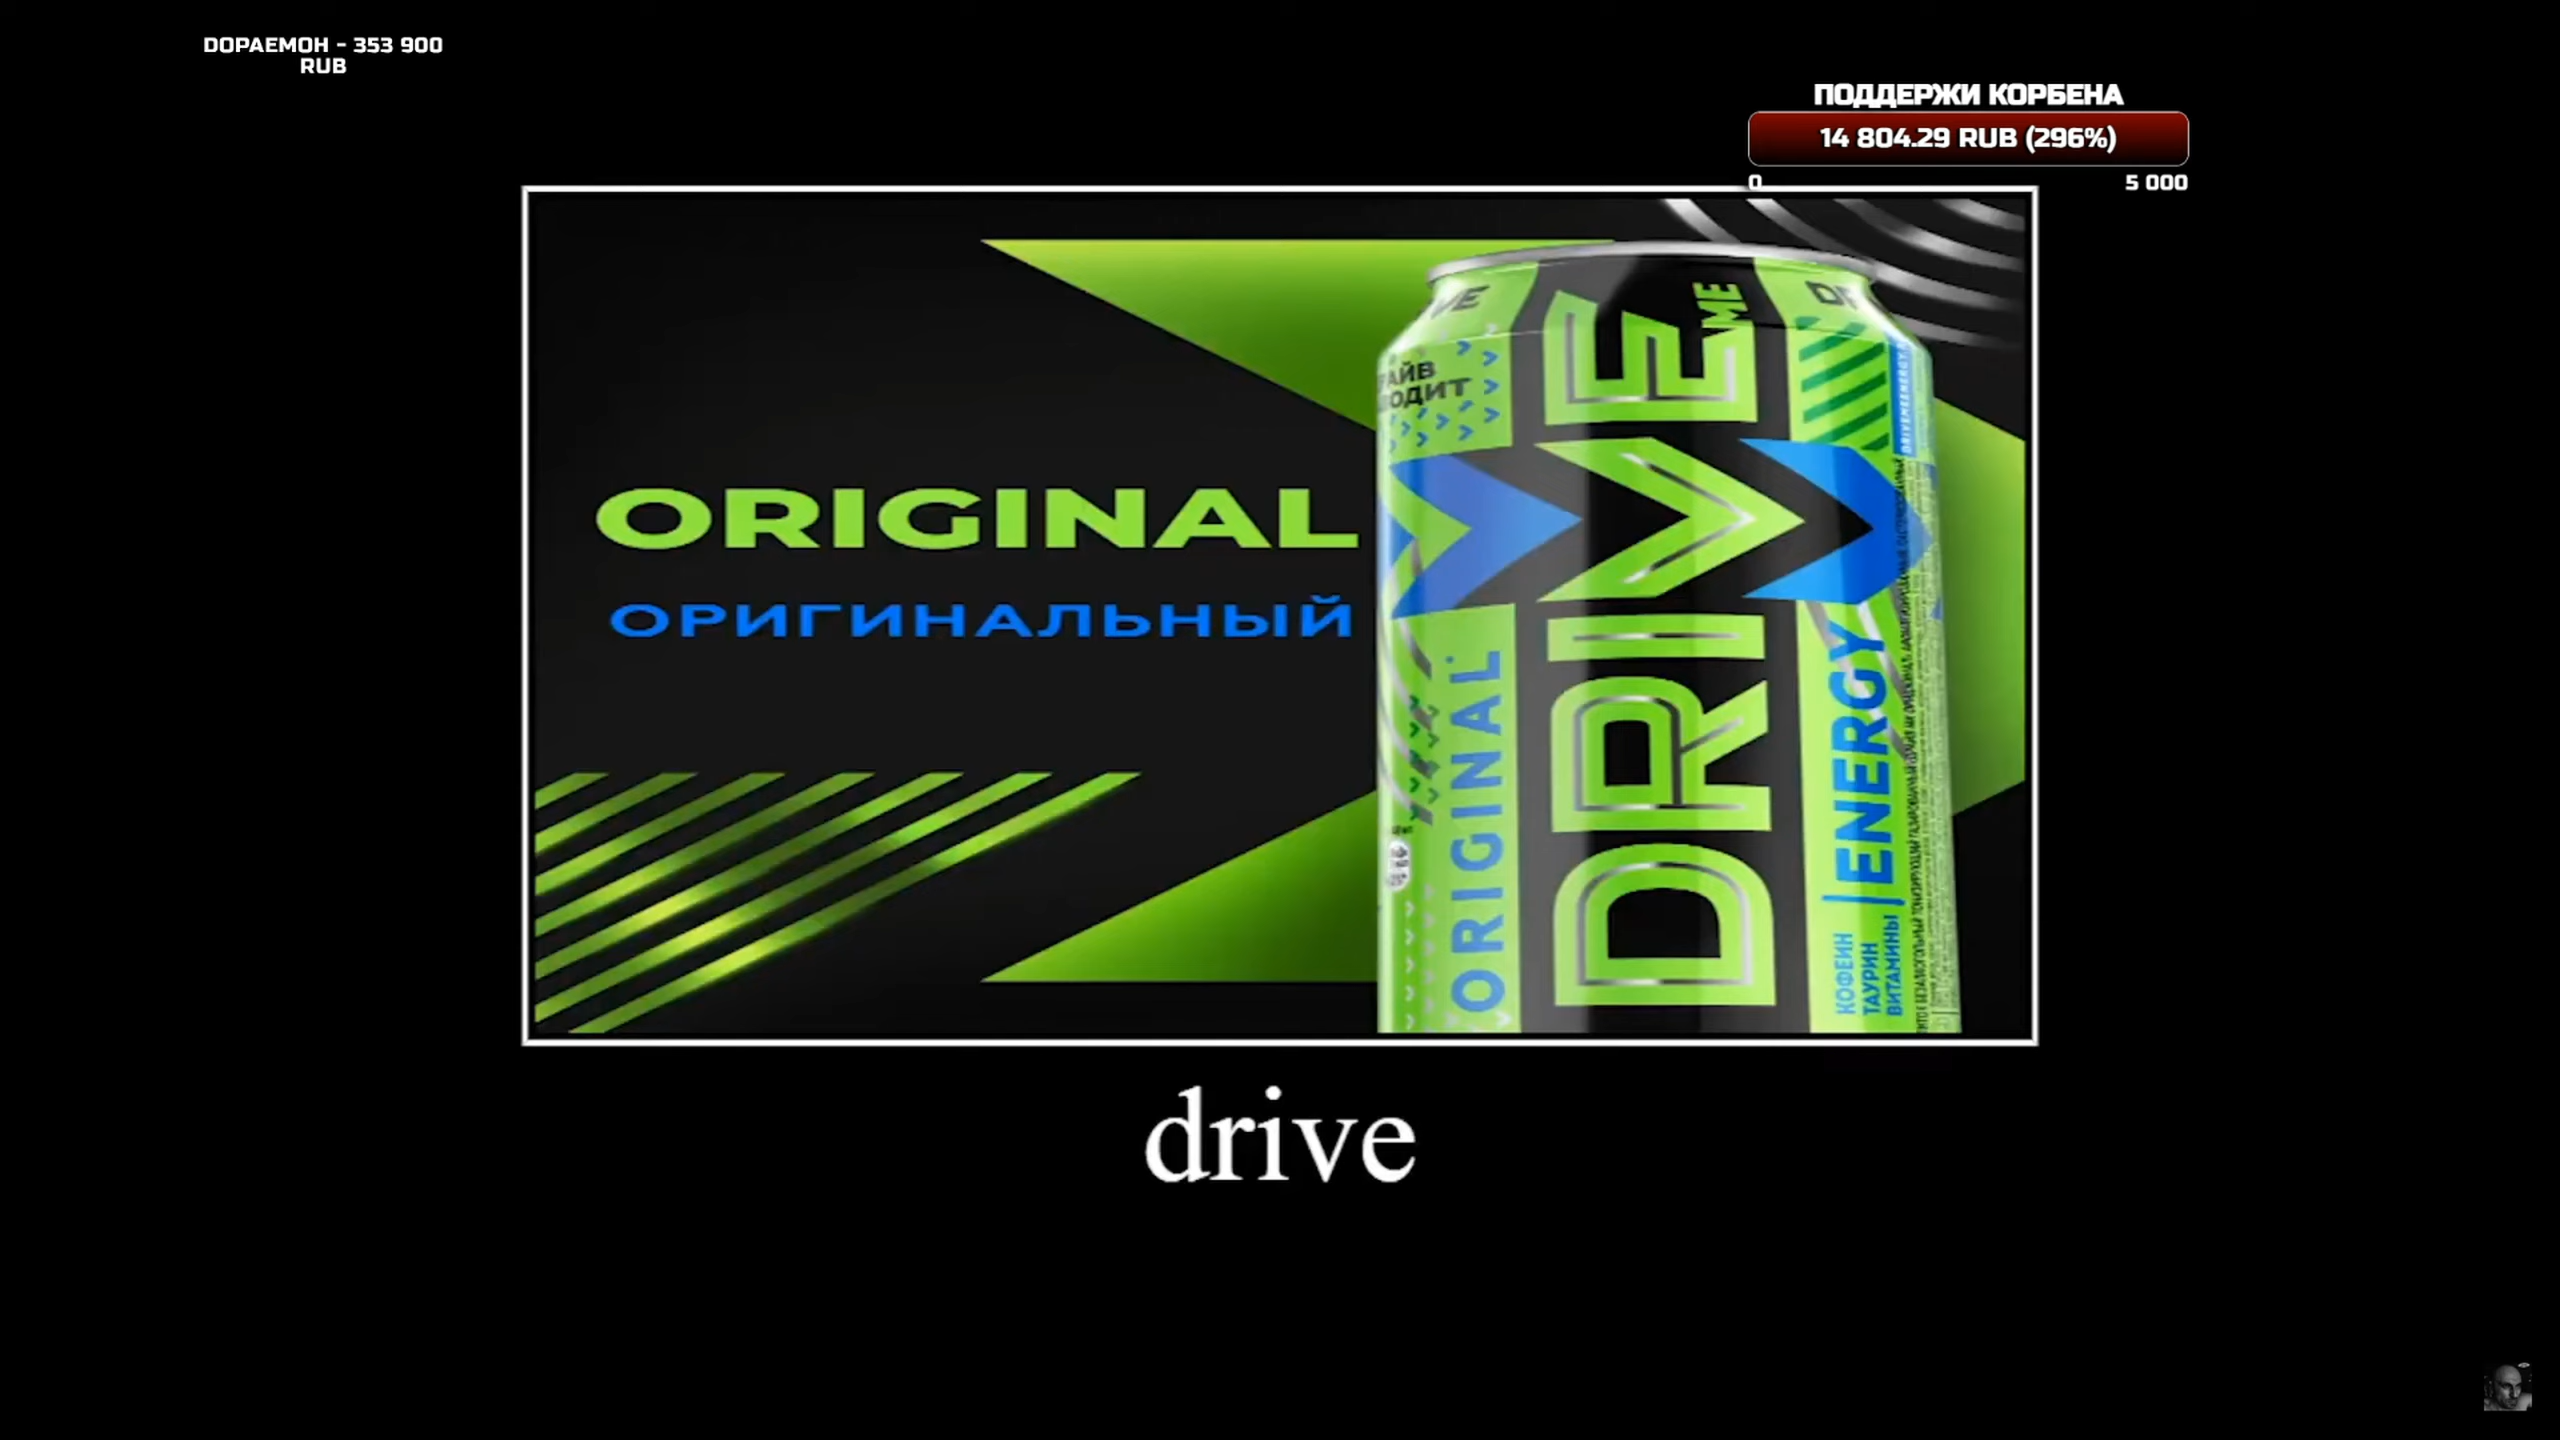 DОРАЕМОН - 353 900
RUB
ПОДДЕРЖИ КОРБЕНА
14 804.29 RUB (296%)
0 5 000
ORIGINAL
ОРИГИНАЛЬНЫЙ
DRIVE
ME
ORIGINAL
ENERGY
КОФЕИН
ТАУРИН
ВИТАМИНЫ
drive